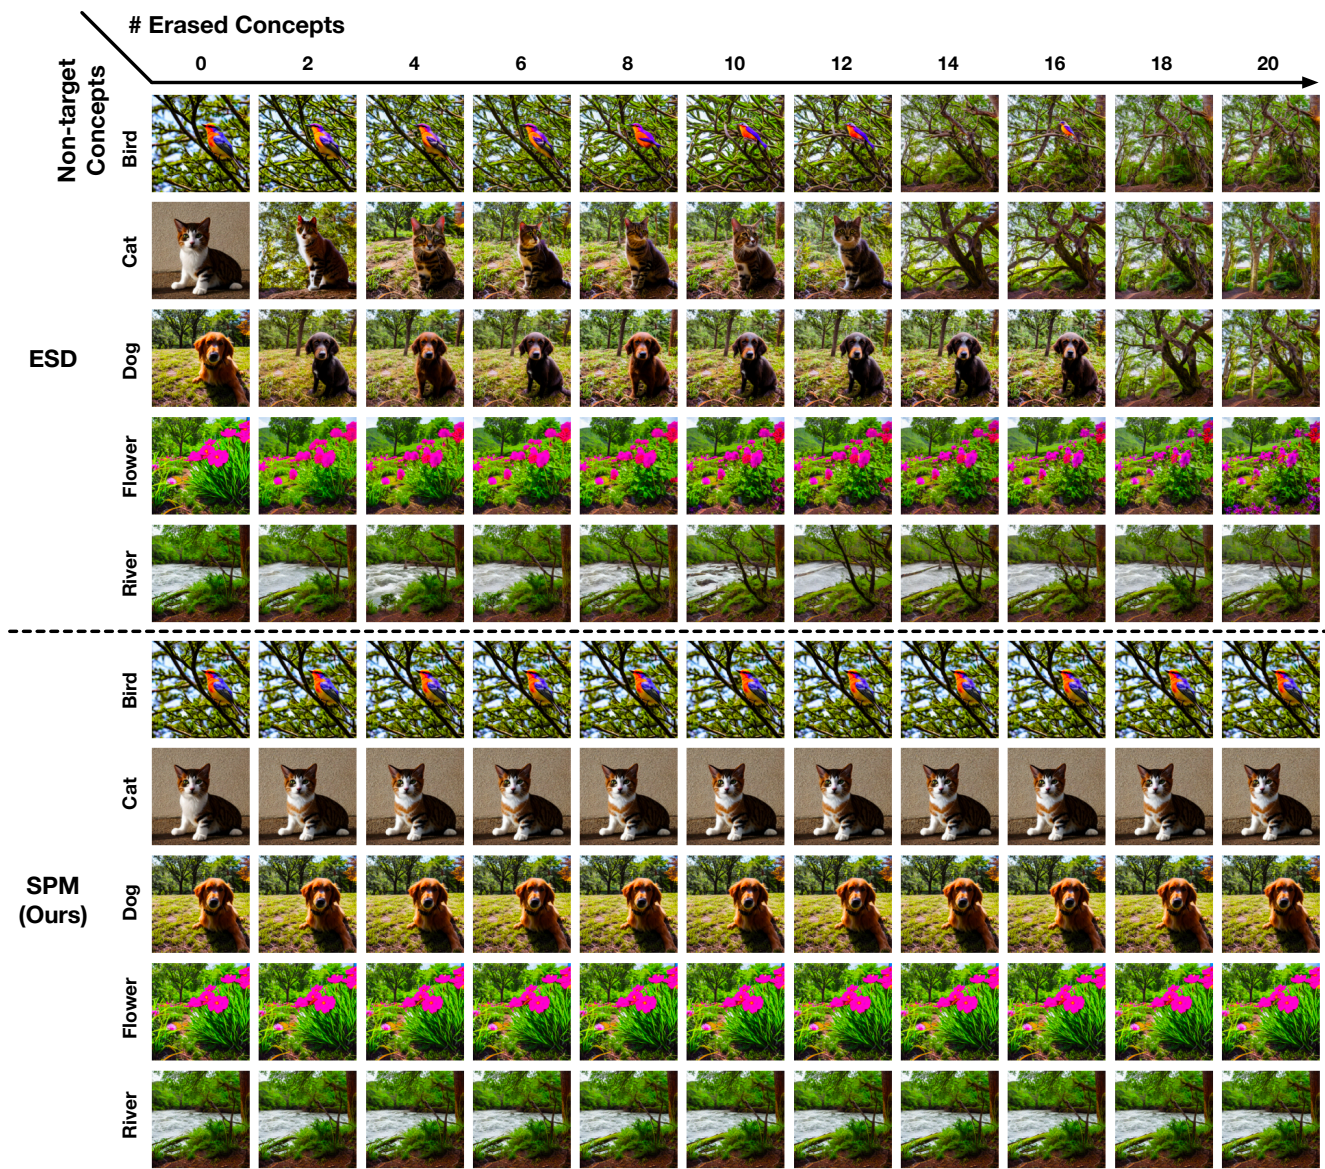 # Erased Concepts
0 2 4 6 8 10 12 14 16 18 20
Non-target
Concepts
ESD
Bird
Cat
Dog
Flower
River
SPM
(Ours)
Bird
Cat
Dog
Flower
River